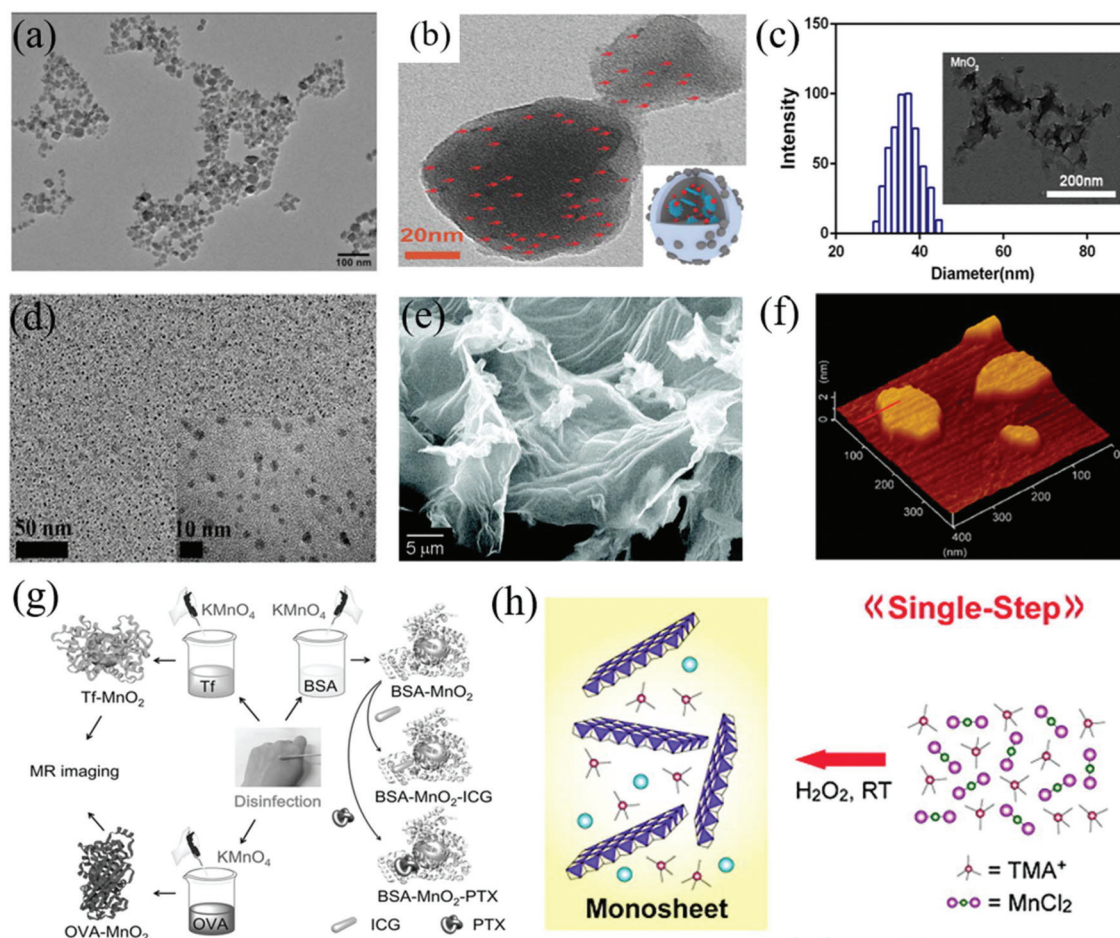 (a)
100 nm
(b)
20nm
(c)
150
100
50
0
Intensity
MnO₂
200nm
20
40
60
80
Diameter(nm)
(d)
50 nm
10 nm
(e)
5 μm
(f)
(nm)
2
0
100
200
300
400
(nm)
300
200
100
0
(g)
KMnO₄
KMnO₄
Tf
BSA
Tf-MnO₂
BSA-MnO₂
MR imaging
Disinfection
BSA-MnO₂-ICG
KMnO₄
BSA-MnO₂-PTX
OVA
OVA-MnO₂
ICG
PTX
(h)
Monosheet
«Single-Step»
H₂O₂, RT
= TMA⁺
= MnCl₂